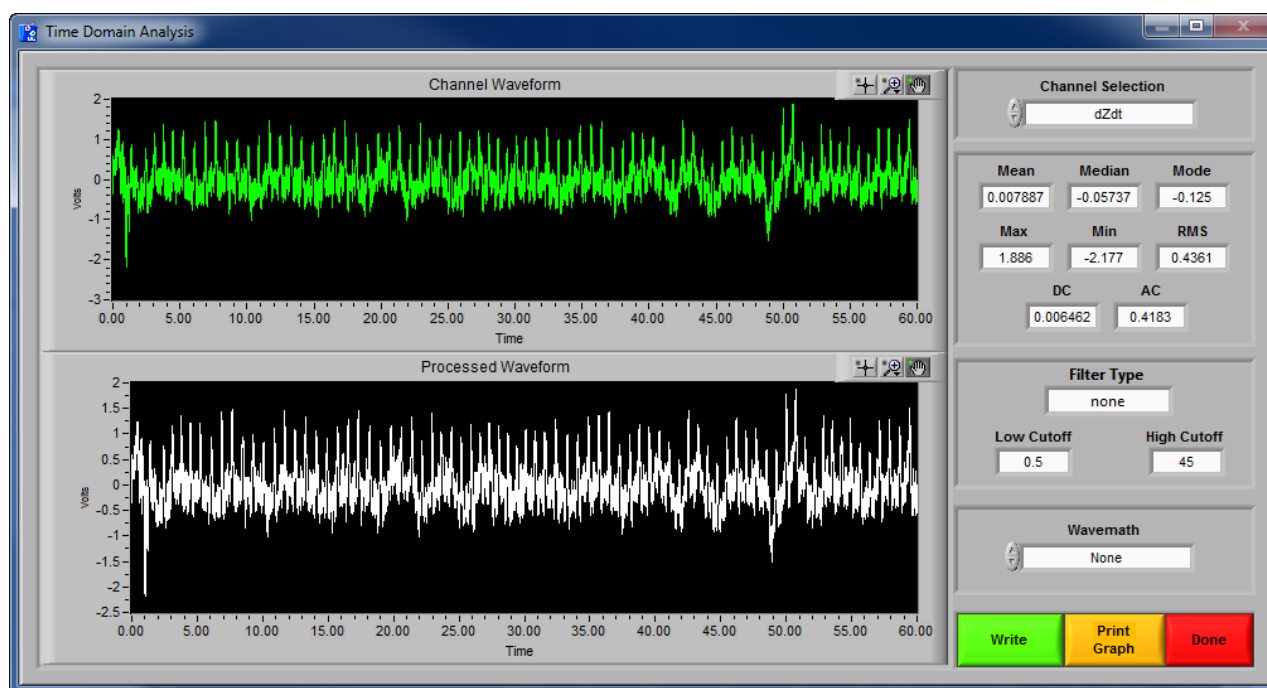 Time Domain Analysis
Channel Waveform
Volts
2
1
0
-1
-2
-3
0.00 5.00 10.00 15.00 20.00 25.00 30.00 35.00 40.00 45.00 50.00 55.00 60.00
Time
Processed Waveform
Volts
2
1.5
1
0.5
0
-0.5
-1
-1.5
-2
-2.5
0.00 5.00 10.00 15.00 20.00 25.00 30.00 35.00 40.00 45.00 50.00 55.00 60.00
Time
Channel Selection
dZdt
Mean Median Mode
0.007887 -0.05737 -0.125
Max Min RMS
1.886 -2.177 0.4361
DC AC
0.006462 0.4183
Filter Type
none
Low Cutoff High Cutoff
0.5 45
Wavemath
None
Write Print Graph Done